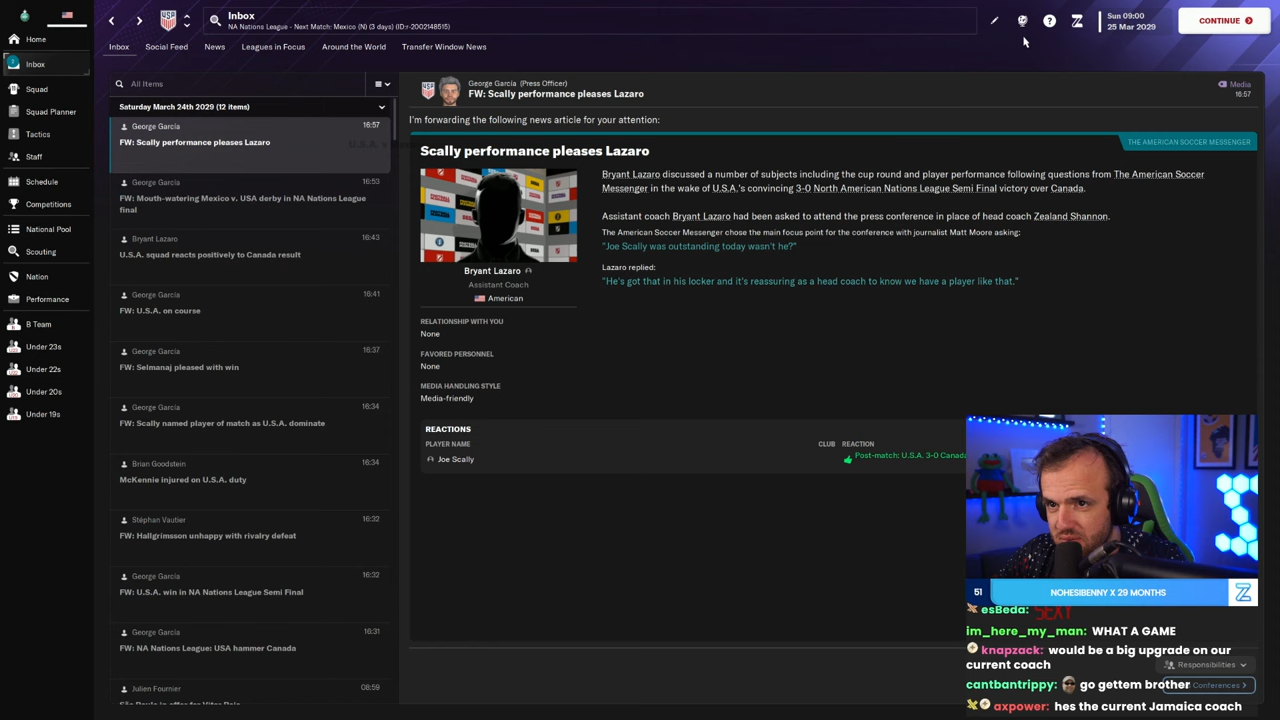 Inbox
NA Nations League - Next Match: Mexico (N) (3 days) (ID:r-2002148515)
Sun 09:00
25 Mar 2029
CONTINUE
Inbox
Social Feed
News
Leagues in Focus
Around the World
Transfer Window News
Home
Inbox
Squad
Squad Planner
Tactics
Staff
Schedule
Competitions
National Pool
Scouting
Nation
Performance
B Team
Under 23s
Under 22s
Under 20s
Under 19s
All Items
Saturday March 24th 2029 (12 items)
George García
16:57
FW: Scally performance pleases Lazaro
George García
16:53
FW: Mouth-watering Mexico v. USA derby in NA Nations League
final
Bryant Lazaro
16:43
U.S.A. squad reacts positively to Canada result
George García
16:41
FW: U.S.A. on course
George García
16:37
FW: Selmanaj pleased with win
George García
16:34
FW: Scally named player of match as U.S.A. dominate
Brian Goodstein
16:34
McKennie injured on U.S.A. duty
Stéphan Vautier
16:32
FW: Hallgrímsson unhappy with rivalry defeat
George García
16:32
FW: U.S.A. win in NA Nations League Semi Final
George García
16:31
FW: NA Nations League: USA hammer Canada
Julien Fournier
08:59
George García (Press Officer)
FW: Scally performance pleases Lazaro
Media
16:57
I'm forwarding the following news article for your attention:
THE AMERICAN SOCCER MESSENGER
Scally performance pleases Lazaro
Bryant Lazaro discussed a number of subjects including the cup round and player performance following questions from The American Soccer
Messenger in the wake of U.S.A.'s convincing 3-0 North American Nations League Semi Final victory over Canada.
Assistant coach Bryant Lazaro had been asked to attend the press conference in place of head coach Zealand Shannon.
The American Soccer Messenger chose the main focus point for the conference with journalist Matt Moore asking:
"Joe Scally was outstanding today wasn't he?"
Lazaro replied:
"He's got that in his locker and it's reassuring as a head coach to know we have a player like that."
Bryant Lazaro
Assistant Coach
American
RELATIONSHIP WITH YOU
None
FAVORED PERSONNEL
None
MEDIA HANDLING STYLE
Media-friendly
REACTIONS
PLAYER NAME
CLUB
REACTION
Joe Scally
Post-match: U.S.A. 3-0 Canada
51
NOHESIBENNY X 29 MONTHS
esBeda: SEXY
im_here_my_man: WHAT A GAME
knapzack: would be a big upgrade on our
current coach
cantbantrippy: go gettem brother
axpower: hes the current Jamaica coach
Responsibilities
Conferences